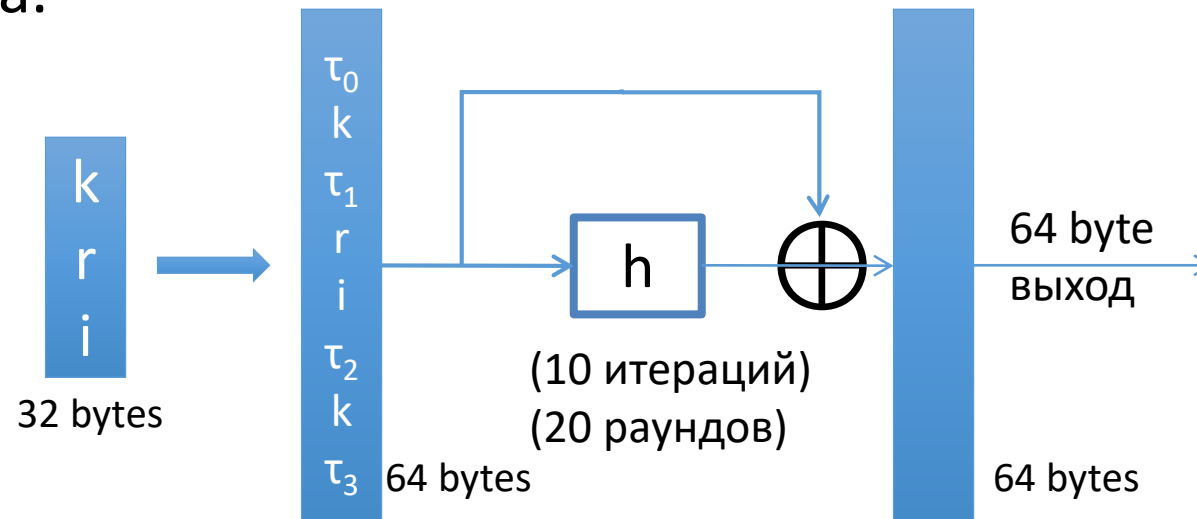 а:
k
r
i
32 bytes
τ₀
k
τ₁
r
i
τ₂
k
τ₃
64 bytes
h
(10 итераций)
(20 раундов)
64 byte
выход
64 bytes